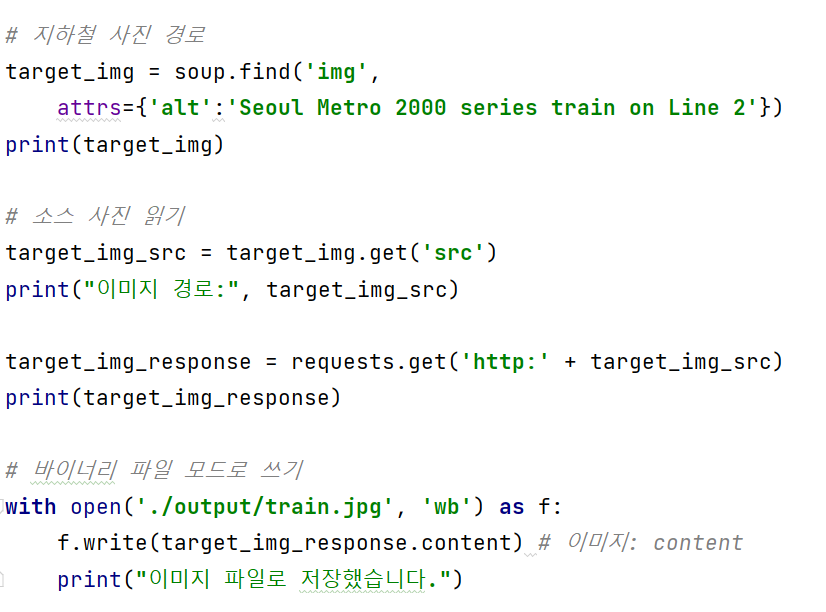 # 지하철 사진 경로
target_img = soup.find('img',
    attrs={'alt':'Seoul Metro 2000 series train on Line 2'})
print(target_img)
# 소스 사진 읽기
target_img_src = target_img.get('src')
print("이미지 경로:", target_img_src)
target_img_response = requests.get('http:' + target_img_src)
print(target_img_response)
# 바이너리 파일 모드로 쓰기
with open('./output/train.jpg', 'wb') as f:
    f.write(target_img_response.content) # 이미지: content
    print("이미지 파일로 저장했습니다.")